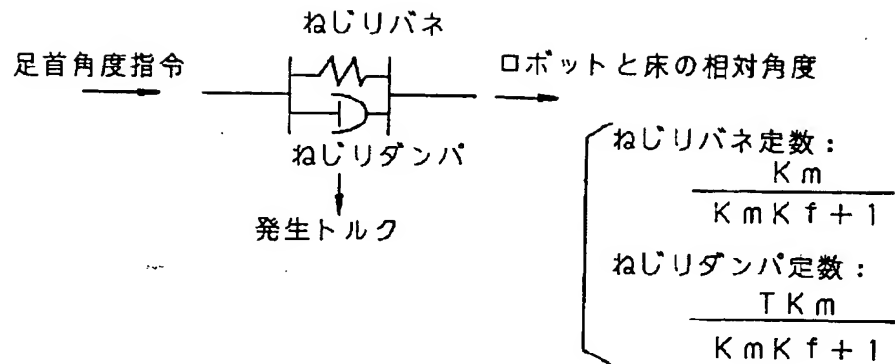 ねじりバネ
足首角度指令
ロボットと床の相対角度
ねじりダンパ
発生トルク
ねじりバネ定数：
Km
KmKf+1
ねじりダンパ定数：
TKm
KmKf+1